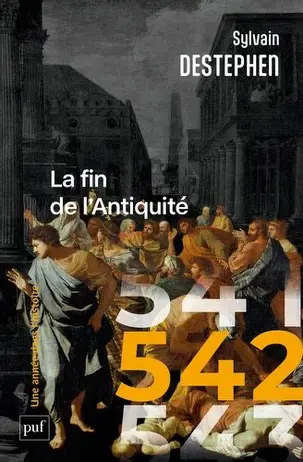 Sylvain
DESTEPHEN
La fin
de l'Antiquité
Une année dans l'histoire
541
542
543
puf